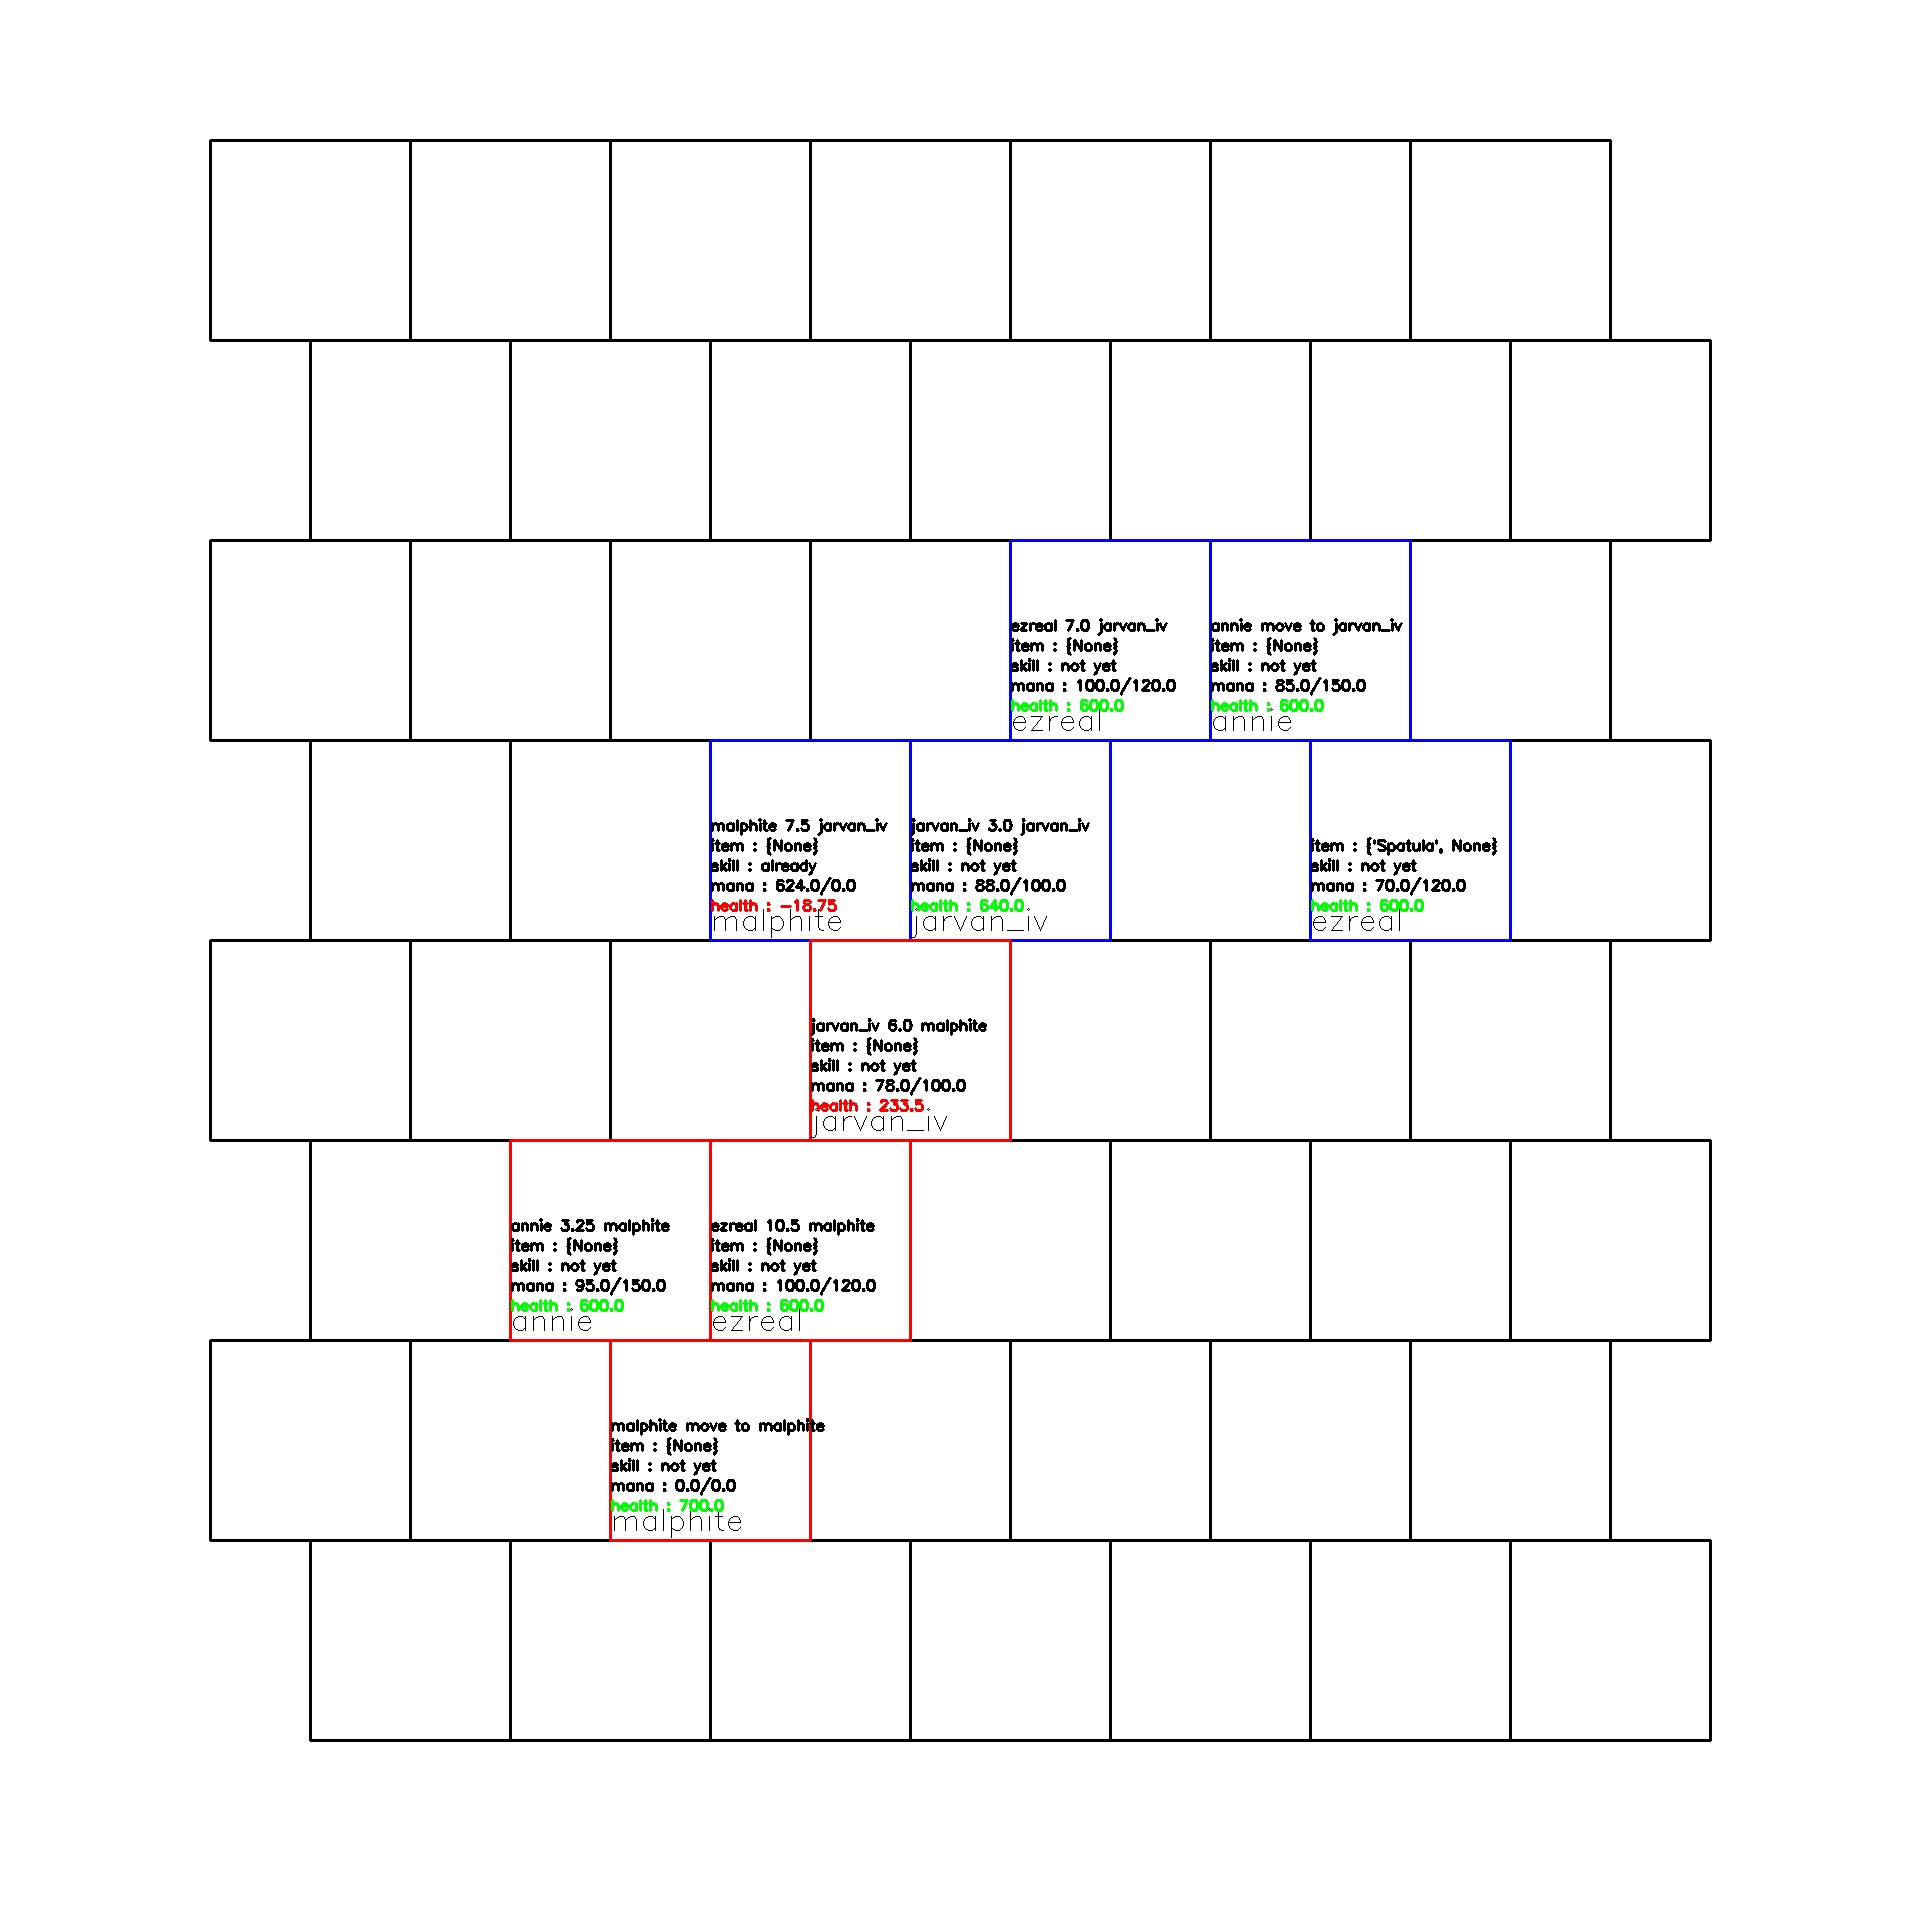 ezreal 7.0 jarvan_iv
item : {None}
skill : not yet
mana : 100.0/120.0
health : 600.0
ezreal
annie move to jarvan_iv
item : {None}
skill : not yet
mana : 85.0/150.0
health : 600.0
annie
malphite 7.5 jarvan_iv
item : {None}
skill : already
mana : 624.0/0.0
health : -18.75
malphite
jarvan_iv 3.0 jarvan_iv
item : {None}
skill : not yet
mana : 88.0/100.0
health : 640.0
jarvan_iv
item : {'Spatula', None}
skill : not yet
mana : 70.0/120.0
health : 600.0
ezreal
jarvan_iv 6.0 malphite
item : {None}
skill : not yet
mana : 78.0/100.0
health : 233.5
jarvan_iv
annie 3.25 malphite
item : {None}
skill : not yet
mana : 95.0/150.0
health : 600.0
annie
ezreal 10.5 malphite
item : {None}
skill : not yet
mana : 100.0/120.0
health : 600.0
ezreal
malphite move to malphite
item : {None}
skill : not yet
mana : 0.0/0.0
health : 700.0
malphite